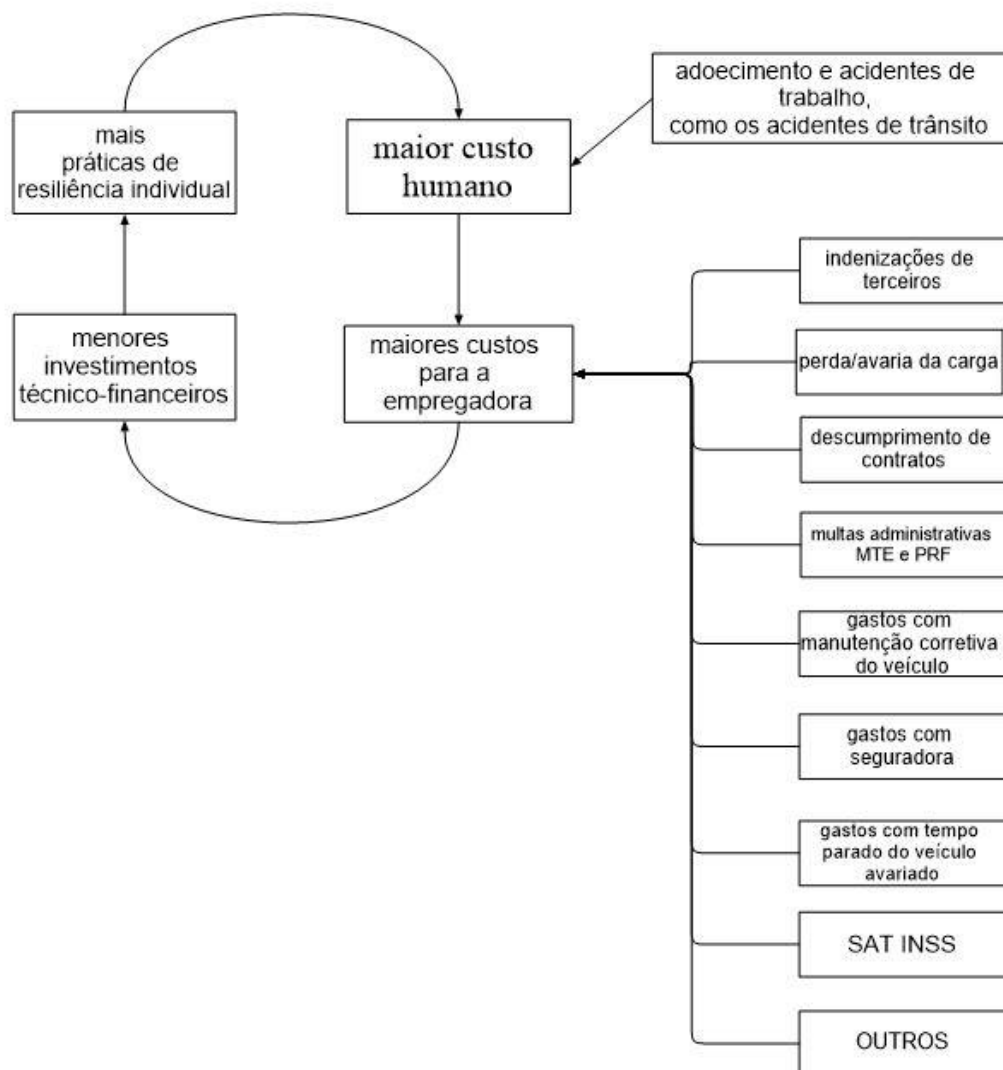 mais
práticas de
resiliência individual
maior custo
humano
adoecimento e acidentes de
trabalho,
como os acidentes de trânsito
menores
investimentos
técnico-financeiros
maiores custos
para a
empregadora
indenizações de
terceiros
perda/avaria da carga
descumprimento de
contratos
multas administrativas
MTE e PRF
gastos com
manutenção corretiva
do veículo
gastos com
seguradora
gastos com tempo
parado do veículo
avariado
SAT INSS
OUTROS